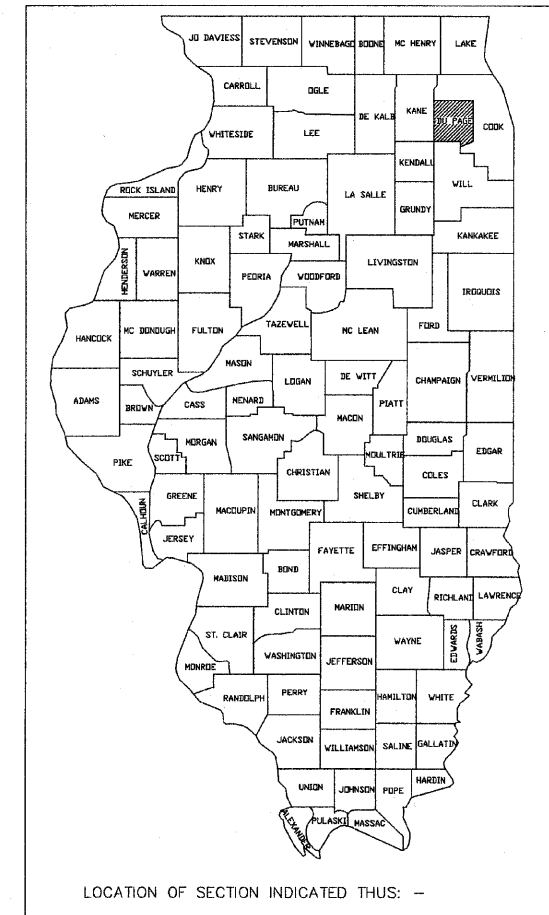 JO DAVIESS
STEVENSON
WINNEBAGO
BOONE
MC HENRY
LAKE
CARROLL
OGLE
DE KALB
KANE
DU PAGE
COOK
WHITESIDE
LEE
KENDALL
WILL
ROCK ISLAND
HENRY
BUREAU
LA SALLE
GRUNDY
MERCER
PUTNAM
KANKAKEE
HENDERSON
WARREN
KNOX
STARK
MARSHALL
PEORIA
WOODFORD
LIVINGSTON
IROQUOIS
HANCOCK
MC DONOUGH
FULTON
TAZEWELL
MC LEAN
FORD
SCHUYLER
MASON
LOGAN
DE WITT
CHAMPAIGN
VERMILION
ADAMS
BROWN
CASS
MENARD
MACON
PIATT
PIKE
SCOTT
MORGAN
SANGAMON
CHRISTIAN
MOULTRIE
DOUGLAS
EDGAR
COLES
CALHOUN
GREENE
MACOUPIN
MONTGOMERY
SHELBY
CUMBERLAND
CLARK
JERSEY
FAYETTE
EFFINGHAM
JASPER
CRAWFORD
MADISON
BOND
CLAY
RICHLAND
LAWRENCE
CLINTON
MARION
ST. CLAIR
WAYNE
EDWARDS
WABASH
MONROE
WASHINGTON
JEFFERSON
RANDOLPH
PERRY
HAMILTON
WHITE
FRANKLIN
JACKSON
WILLIAMSON
SALINE
GALLATIN
UNION
JOHNSON
POPE
HARDIN
ALEXANDER
PULASKI
MASSAC
LOCATION OF SECTION INDICATED THUS: –